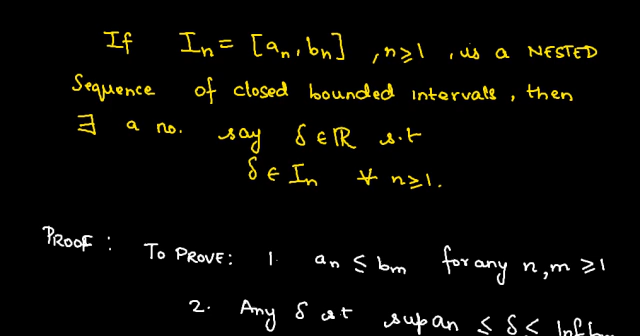 If In = [an, bn] , n≥1 , is a NESTED
Sequence of closed bounded intervals, then
∃ a no. say δ ∈ ℝ s.t
δ ∈ In ∀ n≥1.
PROOF : TO PROVE: 1. an ≤ bm for any n, m ≥1
2. Any δ st sup an ≤ δ ≤